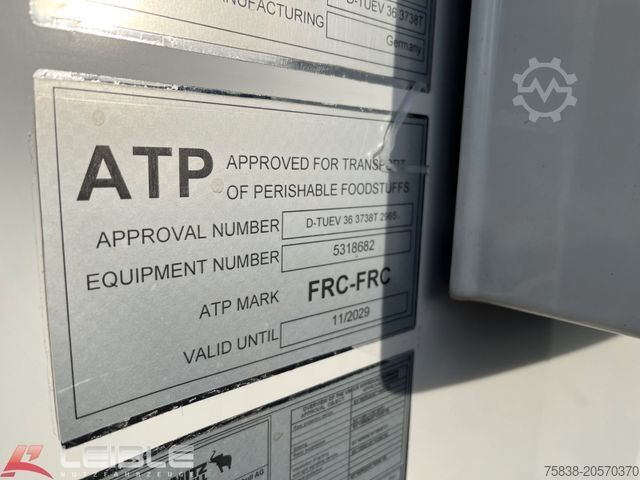 MANUFACTURING
D-TUEV 36 3738T
Germany
ATP APPROVED FOR TRANSPORT
OF PERISHABLE FOODSTUFFS
APPROVAL NUMBER D-TUEV 36 3738T 2965
EQUIPMENT NUMBER 5318682
ATP MARK FRC-FRC
VALID UNTIL 11/2029
LEIBLE
NUTZFAHRZEUGE
75838-20570370